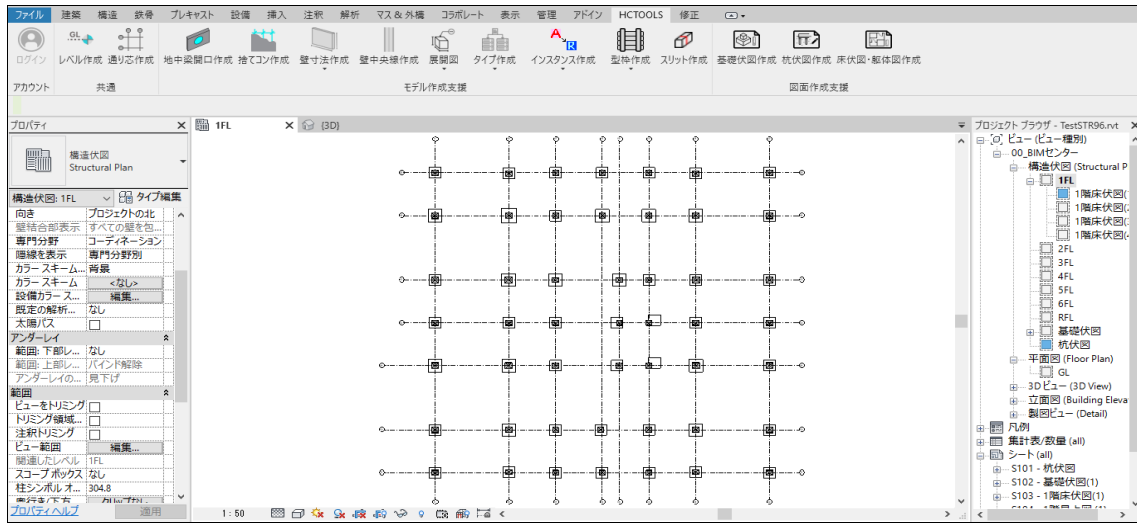 ファイル 建築 構造 鉄骨 プレキャスト 設備 挿入 注釈 解析 マス & 外構 コラボレート 表示 管理 アドイン HCTOOLS 修正
GL A R
ログイン レベル作成 通り芯作成 地中梁開口作成 捨てコン作成 壁寸法作成 壁中央線作成 展開図 タイプ作成 インスタンス作成 型枠作成 スリット作成 基礎伏図作成 杭伏図作成 床伏図・躯体図作成
アカウント 共通 モデル作成支援 図面作成支援
プロパティ
構造伏図
Structural Plan
構造伏図: 1FL タイプ編集
向き プロジェクトの北
壁結合部表示 すべての壁を包...
専門分野 コーディネーション
隠線を表示 専門分野別
カラー スキーム... 背景
カラー スキーム <なし>
設備カラー ス... 編集...
既定の解析... なし
太陽パス
アンダーレイ
範囲: 下部レ... なし
範囲: 上部レ... バインド解除
アンダーレイの... 見下げ
範囲
ビューをトリミング
トリミング領域...
注釈トリミング
ビュー範囲 編集...
関連したレベル 1FL
スコープ ボックス なし
柱シンボル オ... 304.8
奥行き/下方... クリップなし
プロパティヘルプ 適用
1FL {3D}
1 : 50
プロジェクト ブラウザ - TestSTR96.rvt
ビュー (ビュー種別)
00_BIMセンター
構造伏図 (Structural P
1FL
1階床伏図(
1階床伏図(2
1階床伏図(3
1階床伏図(4
2FL
3FL
4FL
5FL
6FL
RFL
基礎伏図
杭伏図
平面図 (Floor Plan)
GL
3D ビュー (3D View)
立面図 (Building Eleva
製図ビュー (Detail)
凡例
集計表/数量 (all)
シート (all)
S101 - 杭伏図
S102 - 基礎伏図(1)
S103 - 1階床伏図(1)